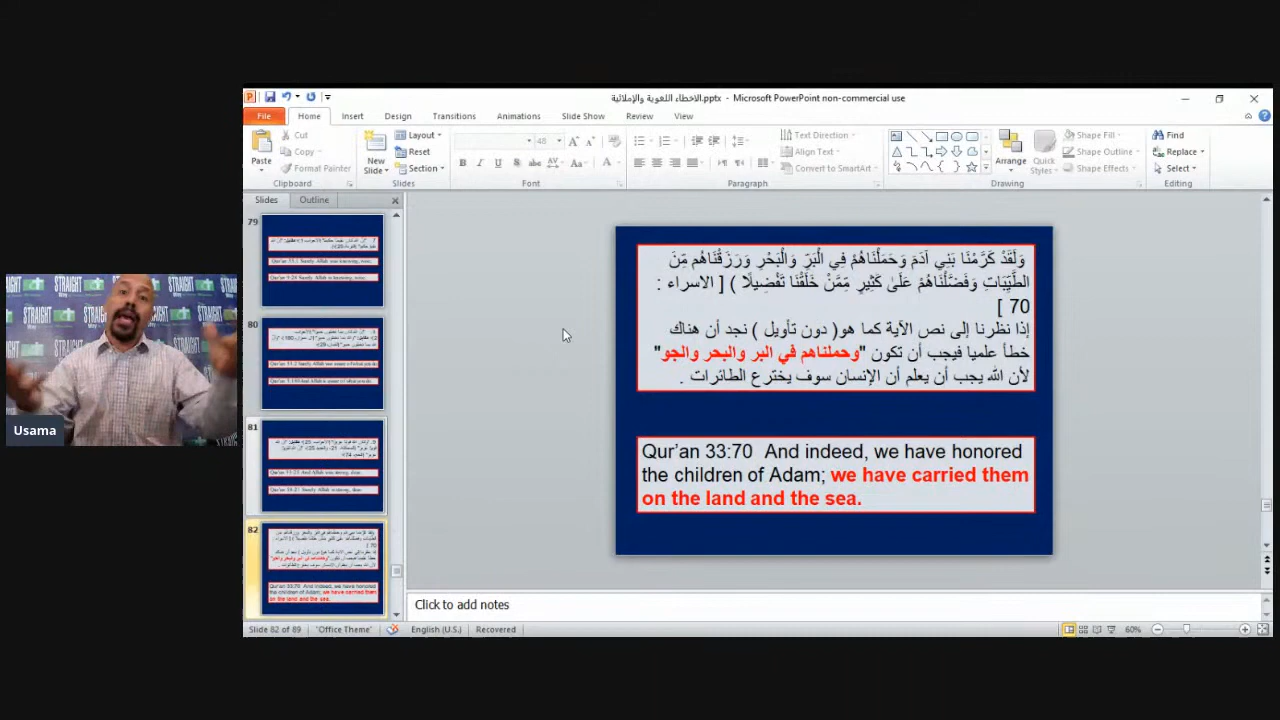 الاخطاء اللغوية والإملائية.pptx - Microsoft PowerPoint non-commercial use
File Home Insert Design Transitions Animations Slide Show Review View
Paste
Cut
Copy
Format Painter
Clipboard
New Slide
Layout
Reset
Section
Slides
48
Font
Text Direction
Align Text
Convert to SmartArt
Paragraph
Arrange
Quick Styles
Shape Fill
Shape Outline
Shape Effects
Drawing
Find
Replace
Select
Editing
Slides Outline
79
80
81
82
وَلَقَدْ كَرَّمْنَا بَنِي آدَمَ وَحَمَلْنَاهُمْ فِي الْبَرِّ وَالْبَحْرِ وَرَزَقْنَاهُم مِّنَ
الطَّيِّبَاتِ وَفَضَّلْنَاهُمْ عَلَىٰ كَثِيرٍ مِّمَّنْ خَلَقْنَا تَفْضِيلًا ) [ الاسراء :
70 ]
إذا نظرنا إلى نص الآية كما هو( دون تأويل ) نجد أن هناك
خطأ علميا فيجب أن تكون "وحملناهم في البر والبحر والجو"
لأن الله يجب أن يعلم أن الإنسان سوف يخترع الطائرات .
Qur'an 33:70 And indeed, we have honored
the children of Adam; we have carried them
on the land and the sea.
Usama
STRAIGHT
Way
Click to add notes
Slide 82 of 89 "Office Theme" English (U.S.) Recovered 60%